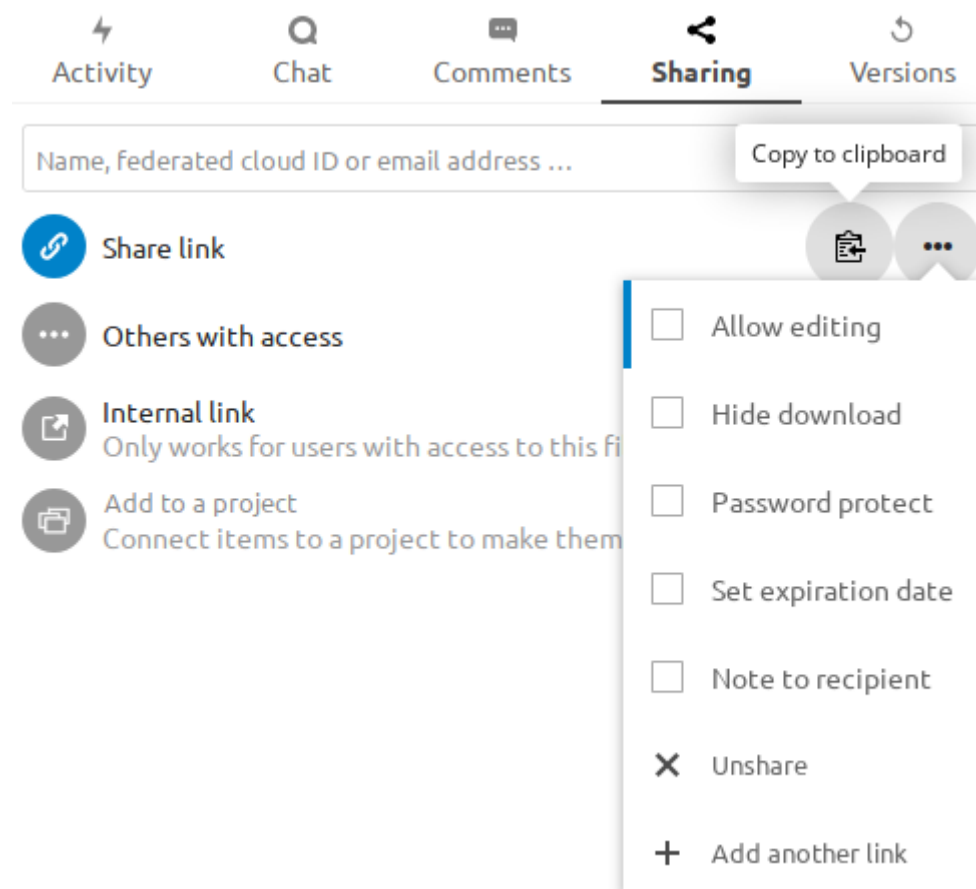 Activity
Chat
Comments
Sharing
Versions
Name, federated cloud ID or email address ...
Copy to clipboard
Share link
Others with access
Internal link
Only works for users with access to this fi
Add to a project
Connect items to a project to make them
Allow editing
Hide download
Password protect
Set expiration date
Note to recipient
Unshare
Add another link